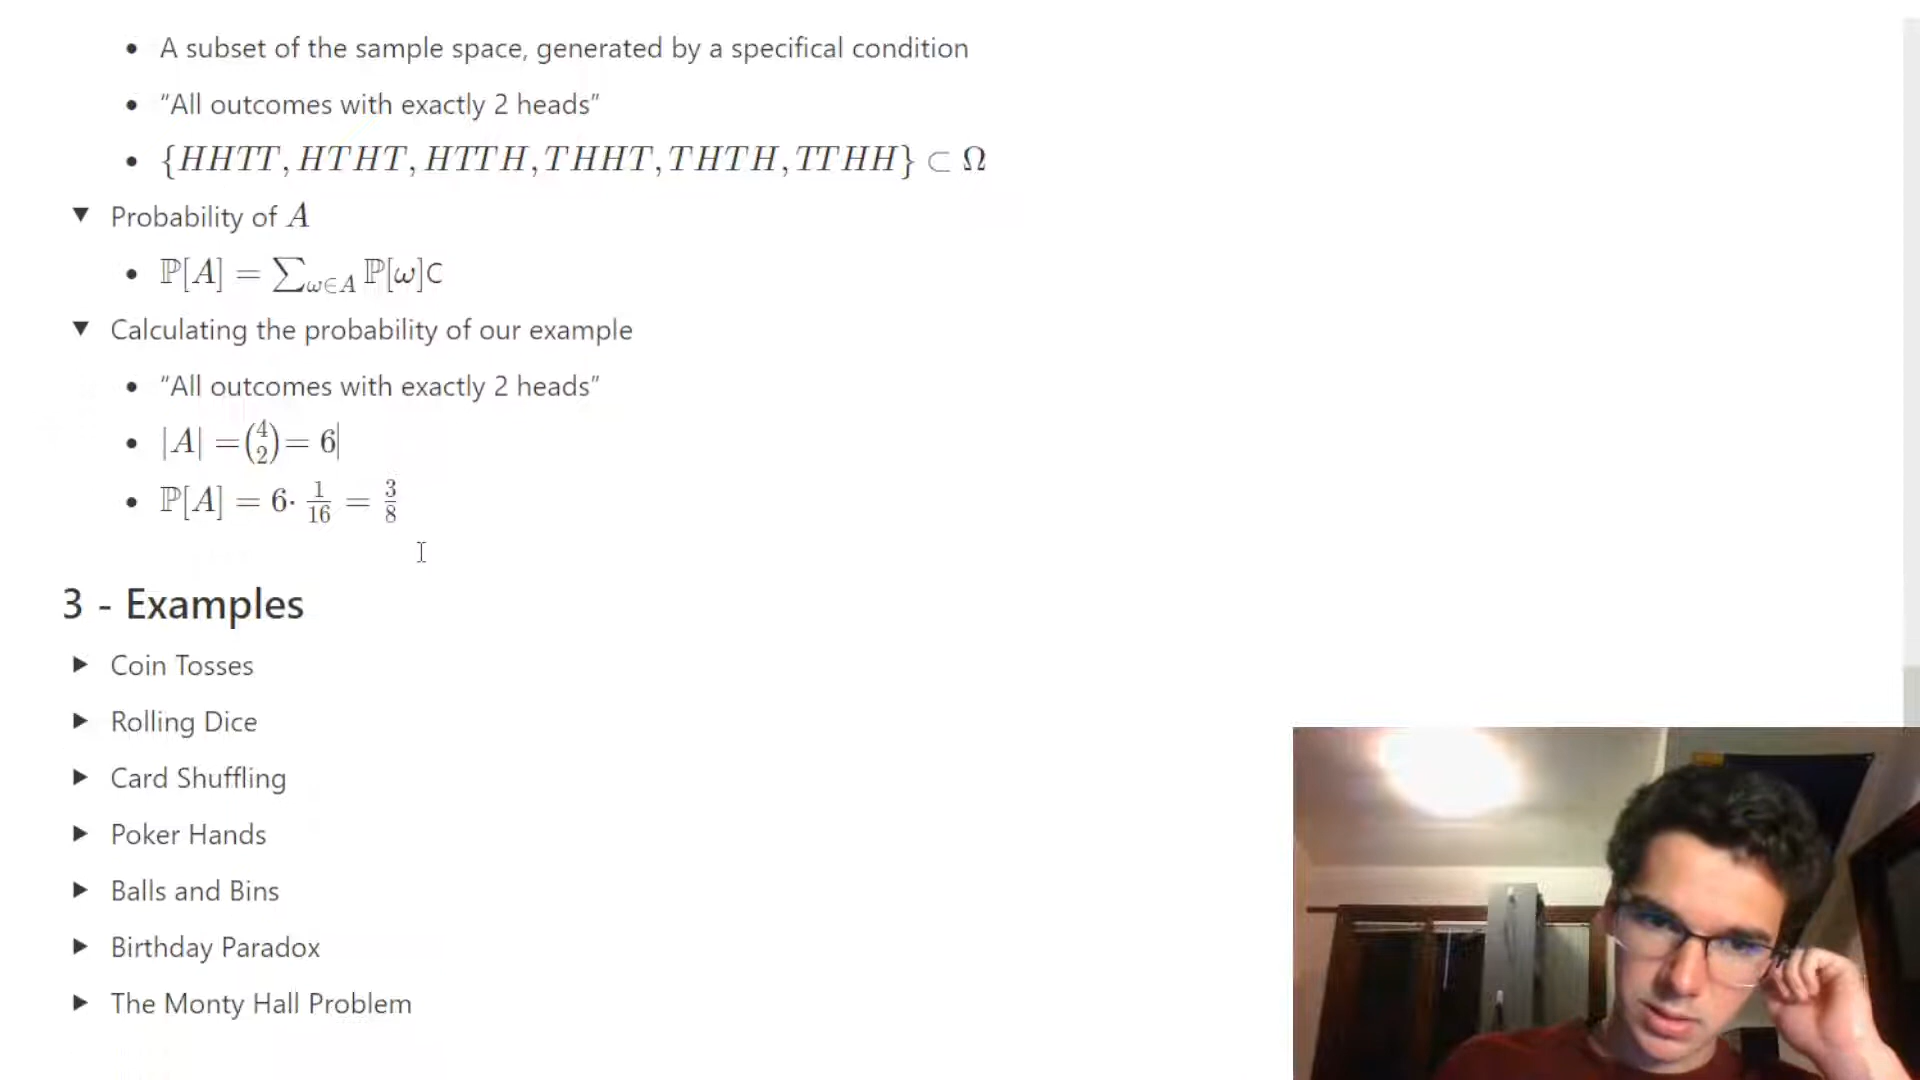 • A subset of the sample space, generated by a specifical condition
• "All outcomes with exactly 2 heads"
• {HHTT, HTHT, HTTH, THHT, THTH, TTHH} ⊂ Ω
▼ Probability of A
• ℙ[A] = ∑_{ω∈A} ℙ[ω]C
▼ Calculating the probability of our example
• "All outcomes with exactly 2 heads"
• |A| = (4 2) = 6
• ℙ[A] = 6· 1/16 = 3/8
3 - Examples
▶ Coin Tosses
▶ Rolling Dice
▶ Card Shuffling
▶ Poker Hands
▶ Balls and Bins
▶ Birthday Paradox
▶ The Monty Hall Problem